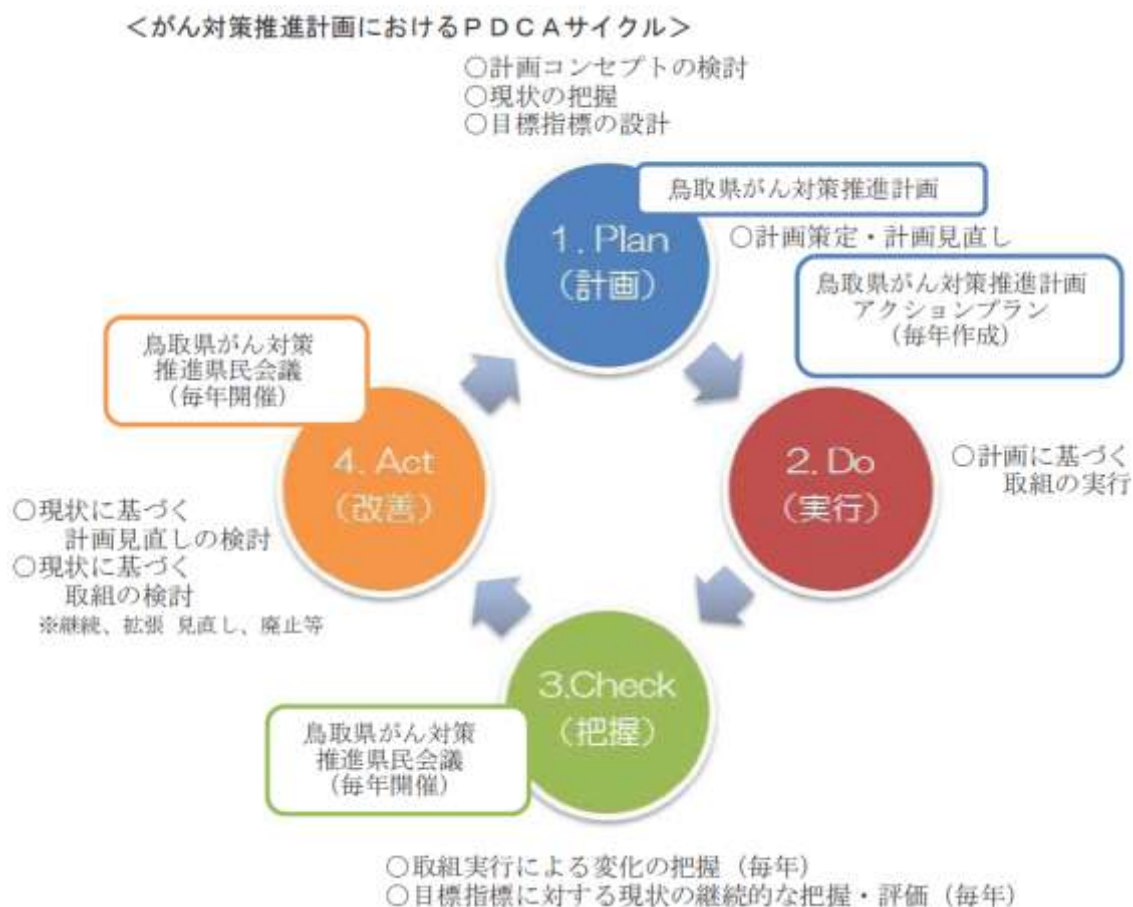 ＜がん対策推進計画におけるＰＤＣＡサイクル＞
○計画コンセプトの検討
○現状の把握
○目標指標の設計
鳥取県がん対策推進計画
1. Plan
（計画）
○計画策定・計画見直し
鳥取県がん対策推進計画
アクションプラン
（毎年作成）
2. Do
（実行）
○計画に基づく
取組の実行
3.Check
（把握）
鳥取県がん対策
推進県民会議
（毎年開催）
○取組実行による変化の把握（毎年）
○目標指標に対する現状の継続的な把握・評価（毎年）
鳥取県がん対策
推進県民会議
（毎年開催）
4. Act
（改善）
○現状に基づく
計画見直しの検討
○現状に基づく
取組の検討
※継続、拡張 見直し、廃止等